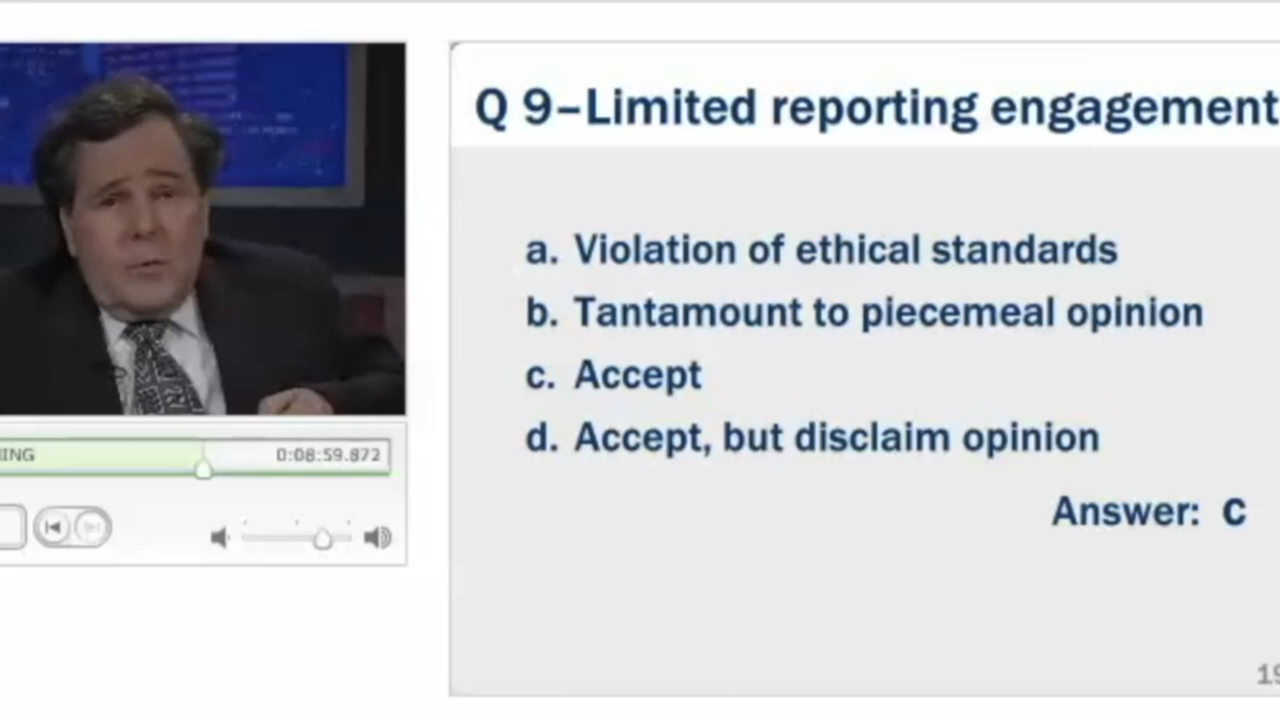 Q 9–Limited reporting engagement
a. Violation of ethical standards
b. Tantamount to piecemeal opinion
c. Accept
d. Accept, but disclaim opinion
Answer: C
ING
0:08:59.872
19